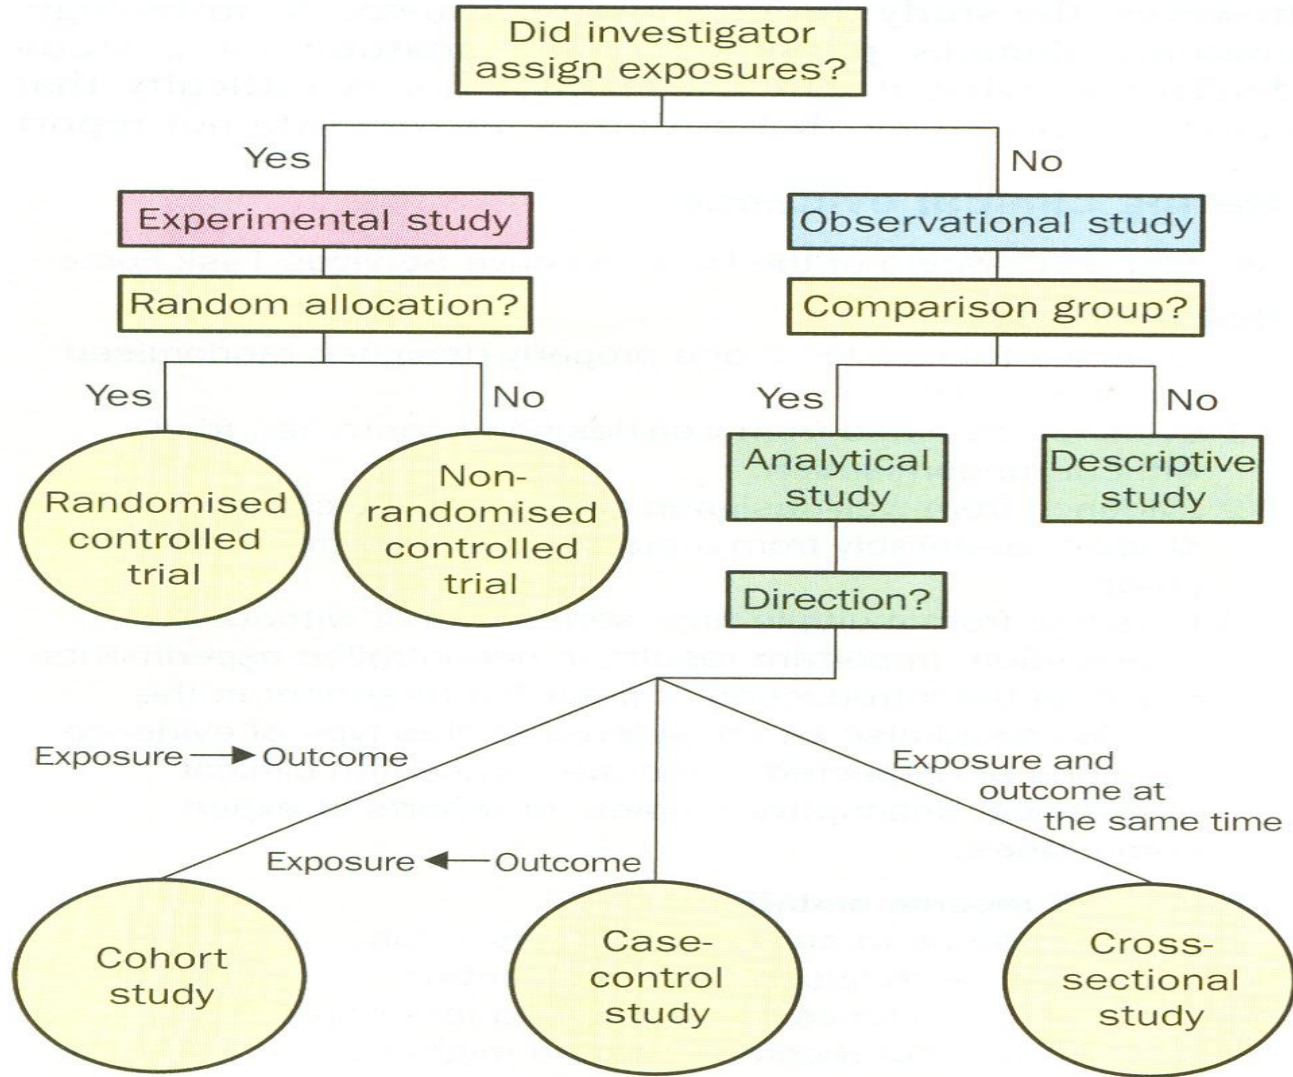 Did investigator
assign exposures?
Yes
No
Experimental study
Observational study
Random allocation?
Comparison group?
Yes
No
Yes
No
Randomised
controlled
trial
Non-
randomised
controlled
trial
Analytical
study
Descriptive
study
Direction?
Exposure → Outcome
Exposure and
outcome at
the same time
Exposure ← Outcome
Cohort
study
Case-
control
study
Cross-
sectional
study